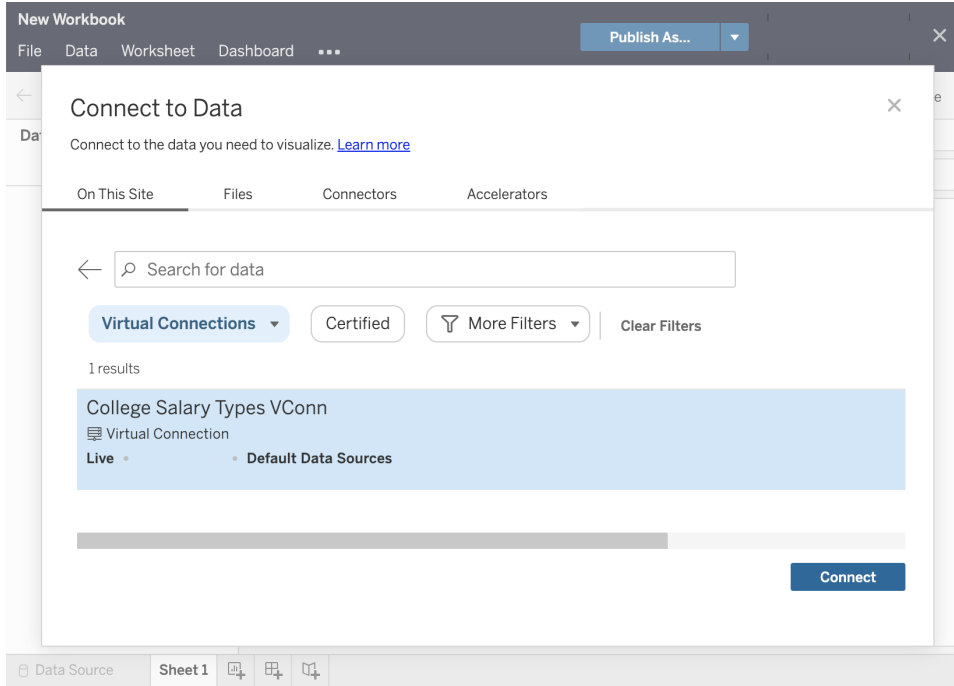 New Workbook
File Data Worksheet Dashboard
Publish As...
Connect to Data
Connect to the data you need to visualize. Learn more
On This Site Files Connectors Accelerators
Search for data
Virtual Connections Certified More Filters Clear Filters
1 results
College Salary Types VConn
Virtual Connection
Live • • Default Data Sources
Connect
Data Source Sheet 1